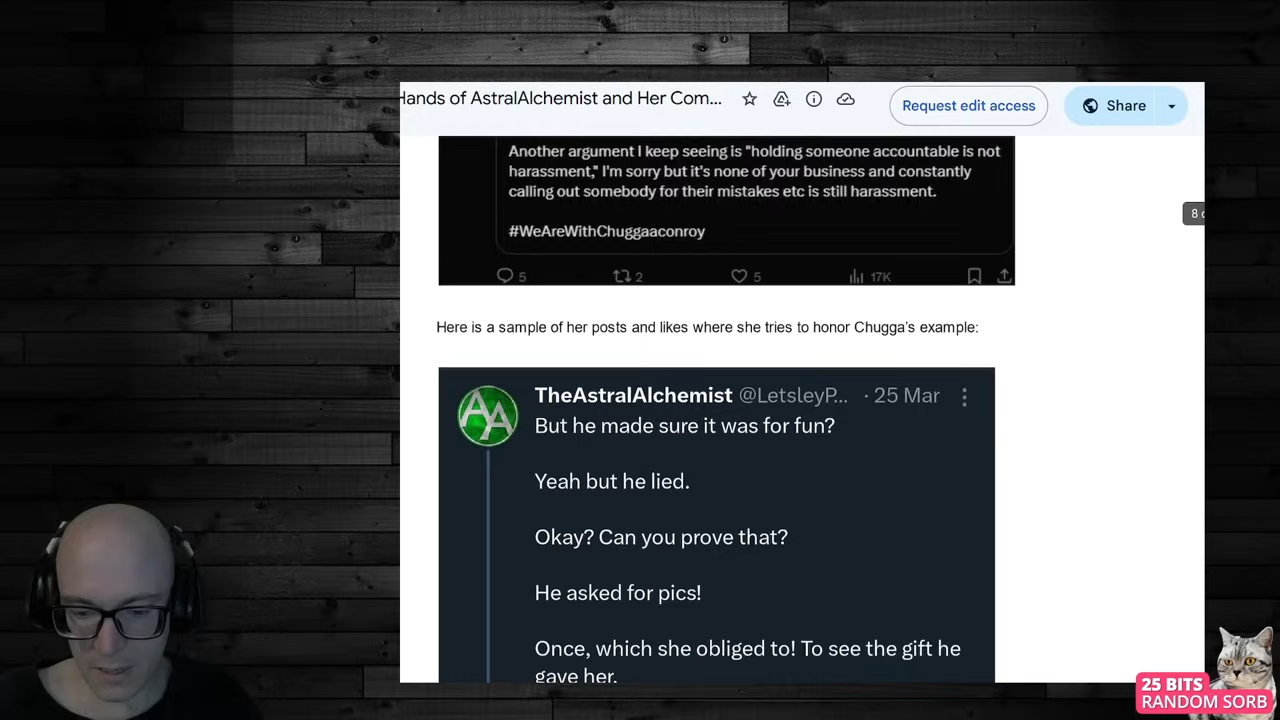 Hands of AstralAlchemist and Her Com...
Request edit access
Share
Another argument I keep seeing is "holding someone accountable is not
harassment," I'm sorry but it's none of your business and constantly
calling out somebody for their mistakes etc is still harassment.
#WeAreWithChuggaaconroy
5 2 5 17K
8
Here is a sample of her posts and likes where she tries to honor Chugga's example:
AA
TheAstralAlchemist @LetsleyP... · 25 Mar
But he made sure it was for fun?
Yeah but he lied.
Okay? Can you prove that?
He asked for pics!
Once, which she obliged to! To see the gift he
gave her.
25 BITS
RANDOM SORB